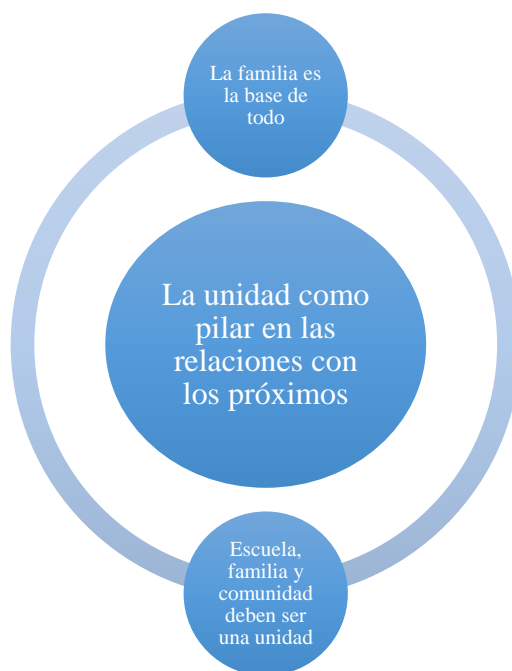 La familia es
la base de
todo
La unidad como
pilar en las
relaciones con
los próximos
Escuela,
familia y
comunidad
deben ser
una unidad